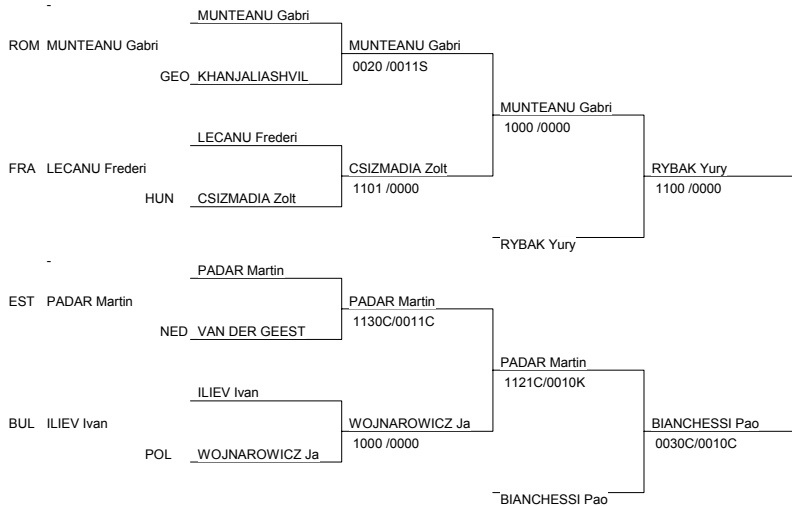 -
MUNTEANU Gabri
ROM MUNTEANU Gabri
MUNTEANU Gabri
0020 /0011S
GEO KHANJALIASHVIL
MUNTEANU Gabri
1000 /0000
LECANU Frederi
FRA LECANU Frederi
CSIZMADIA Zolt
1101 /0000
RYBAK Yury
1100 /0000
HUN CSIZMADIA Zolt
RYBAK Yury
-
PADAR Martin
EST PADAR Martin
PADAR Martin
1130C/0011C
NED VAN DER GEEST
PADAR Martin
1121C/0010K
ILIEV Ivan
BUL ILIEV Ivan
WOJNAROWICZ Ja
1000 /0000
BIANCHESSI Pao
0030C/0010C
POL WOJNAROWICZ Ja
BIANCHESSI Pao